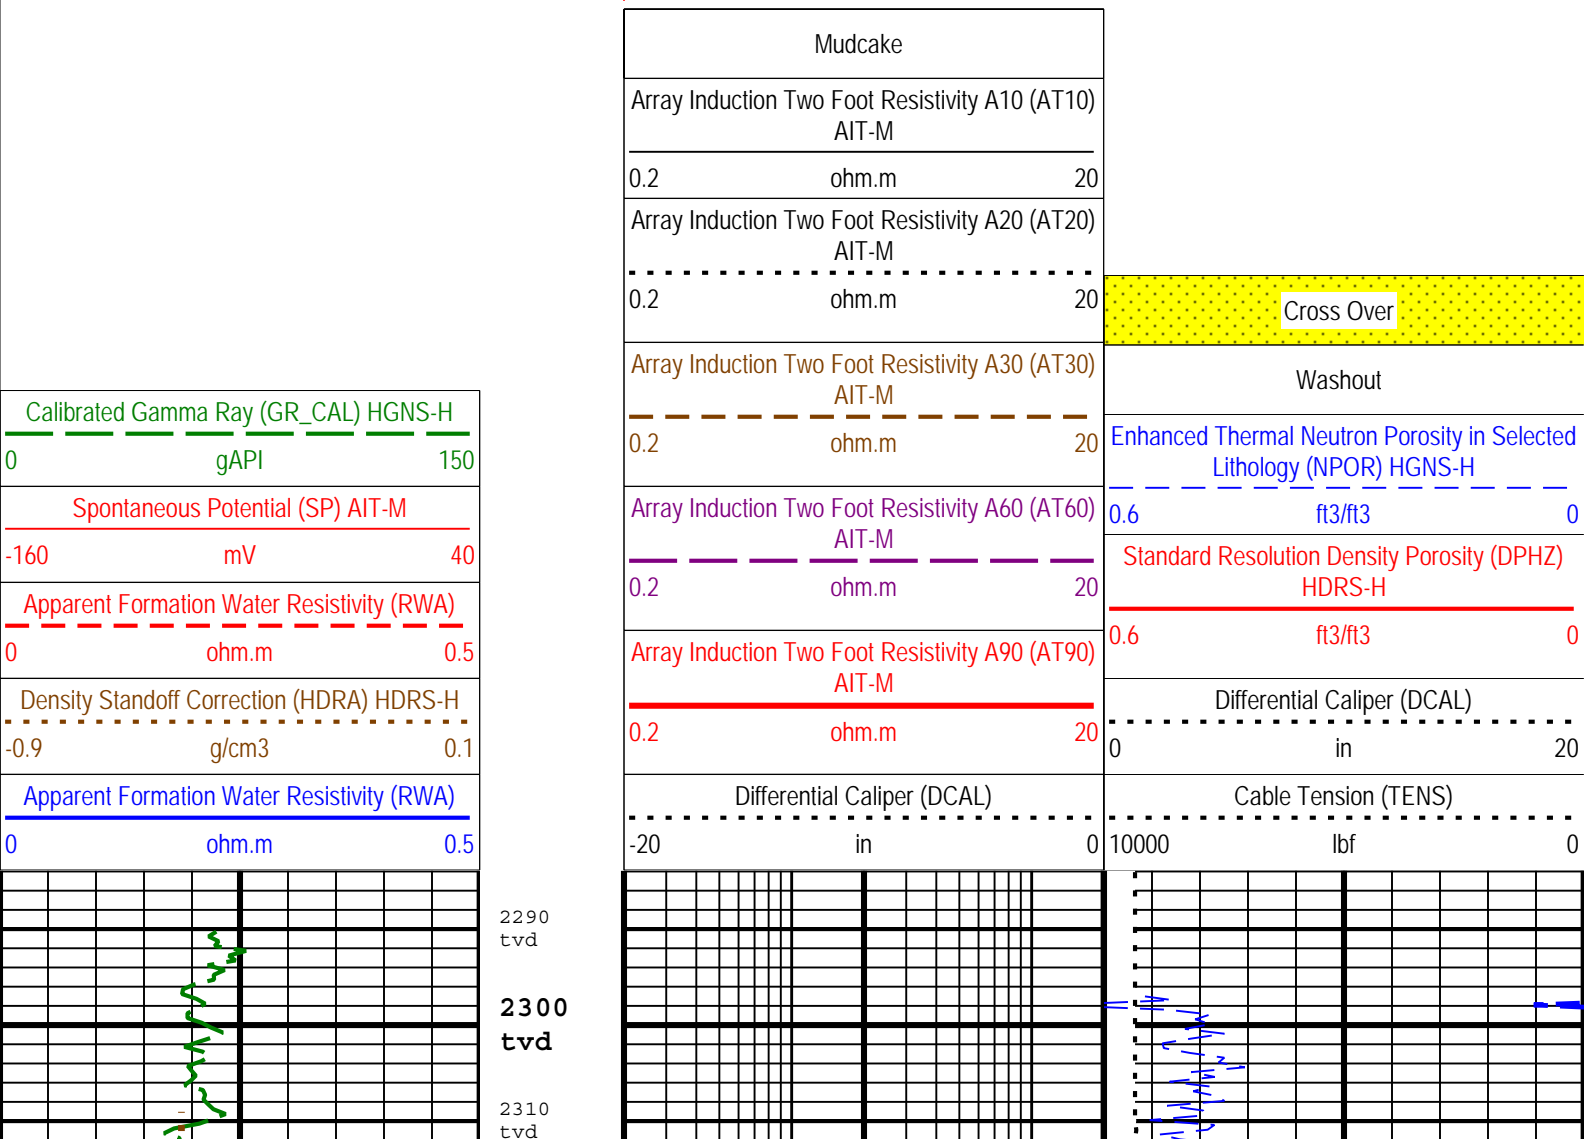 Mudcake
Array Induction Two Foot Resistivity A10 (AT10)
AIT-M
0.2 ohm.m 20
Array Induction Two Foot Resistivity A20 (AT20)
AIT-M
0.2 ohm.m 20
Array Induction Two Foot Resistivity A30 (AT30)
AIT-M
0.2 ohm.m 20
Array Induction Two Foot Resistivity A60 (AT60)
AIT-M
0.2 ohm.m 20
Array Induction Two Foot Resistivity A90 (AT90)
AIT-M
0.2 ohm.m 20
Differential Caliper (DCAL)
-20 in 0
Cross Over
Washout
Enhanced Thermal Neutron Porosity in Selected
Lithology (NPOR) HGNS-H
0.6 ft3/ft3 0
Standard Resolution Density Porosity (DPHZ)
HDRS-H
0.6 ft3/ft3 0
Differential Caliper (DCAL)
0 in 20
Cable Tension (TENS)
10000 lbf 0
Calibrated Gamma Ray (GR_CAL) HGNS-H
0 gAPI 150
Spontaneous Potential (SP) AIT-M
-160 mV 40
Apparent Formation Water Resistivity (RWA)
0 ohm.m 0.5
Density Standoff Correction (HDRA) HDRS-H
-0.9 g/cm3 0.1
Apparent Formation Water Resistivity (RWA)
0 ohm.m 0.5
2290
tvd
2300
tvd
2310
tvd